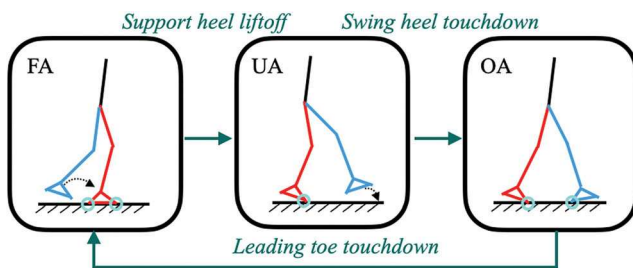 Support heel liftoff
Swing heel touchdown
FA
UA
OA
Leading toe touchdown